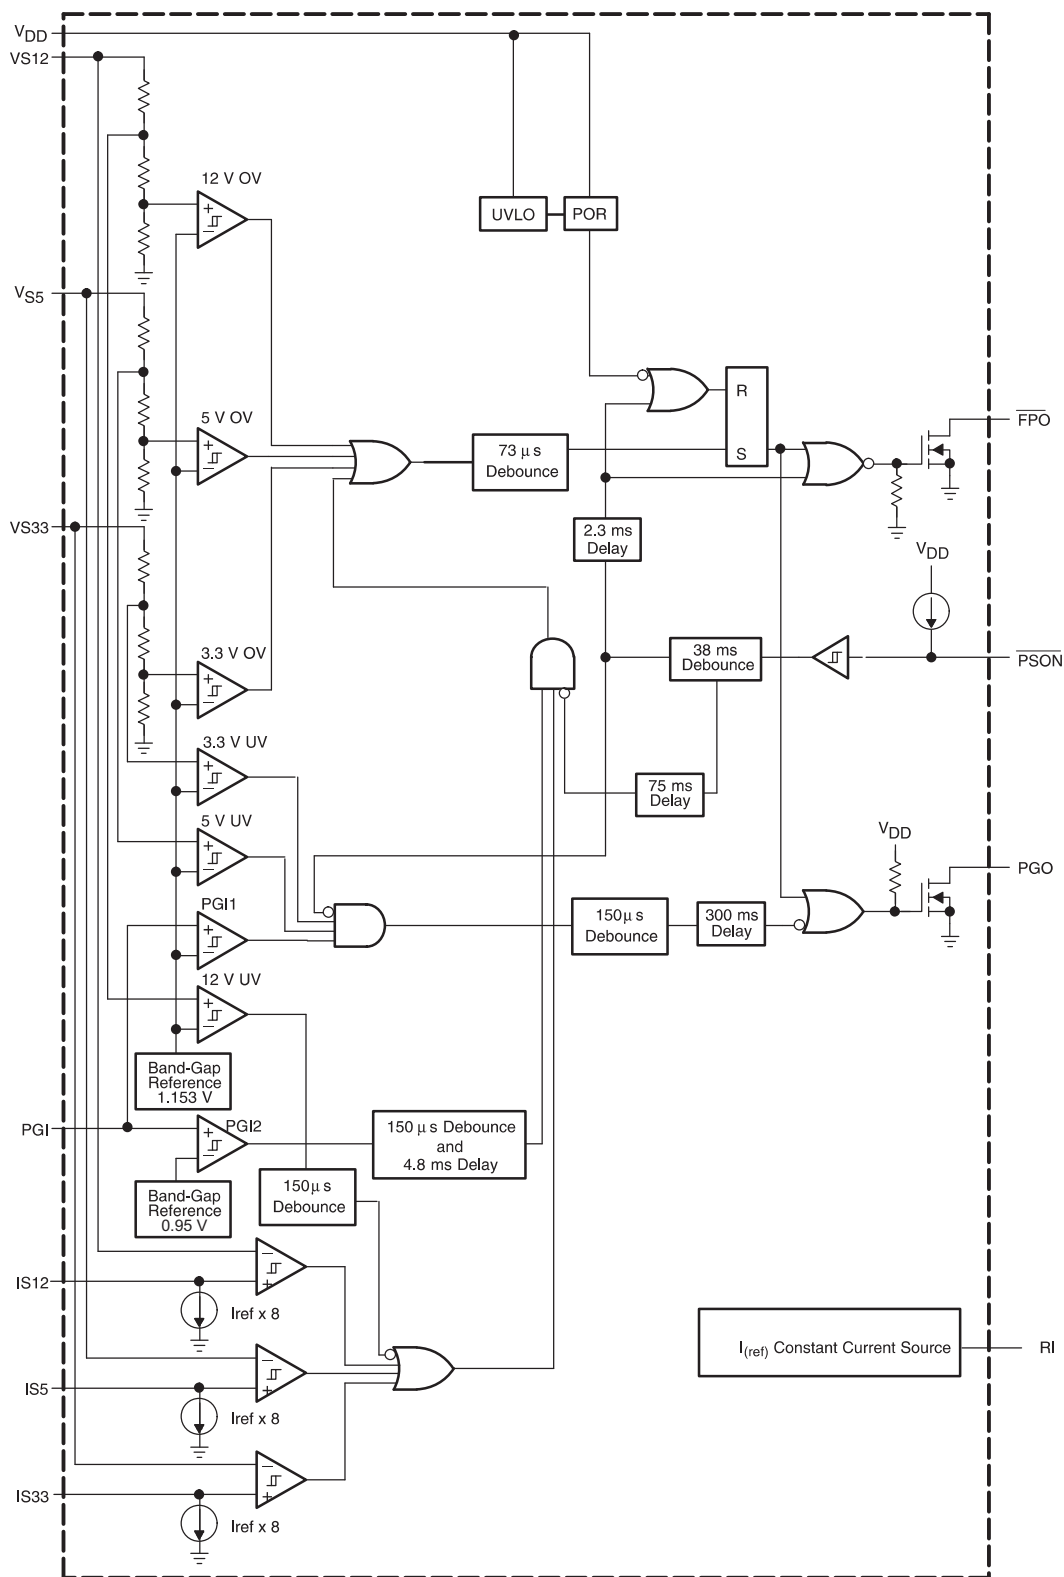 VDD
VS12
12 V OV
+
−
UVLO
POR
VS5
5 V OV
+
−
73 μs
Debounce
R
S
FPO
VS33
2.3 ms
Delay
VDD
3.3 V OV
+
−
38 ms
Debounce
PSON
3.3 V UV
+
−
75 ms
Delay
5 V UV
+
−
VDD
PGO
PGI1
+
−
150μs
Debounce
300 ms
Delay
12 V UV
+
−
Band-Gap
Reference
1.153 V
PGI
PGI2
+
−
150 μs Debounce
and
4.8 ms Delay
Band-Gap
Reference
0.95 V
150μs
Debounce
−
+
IS12
Iref x 8
−
+
I(ref) Constant Current Source
RI
IS5
Iref x 8
−
+
IS33
Iref x 8